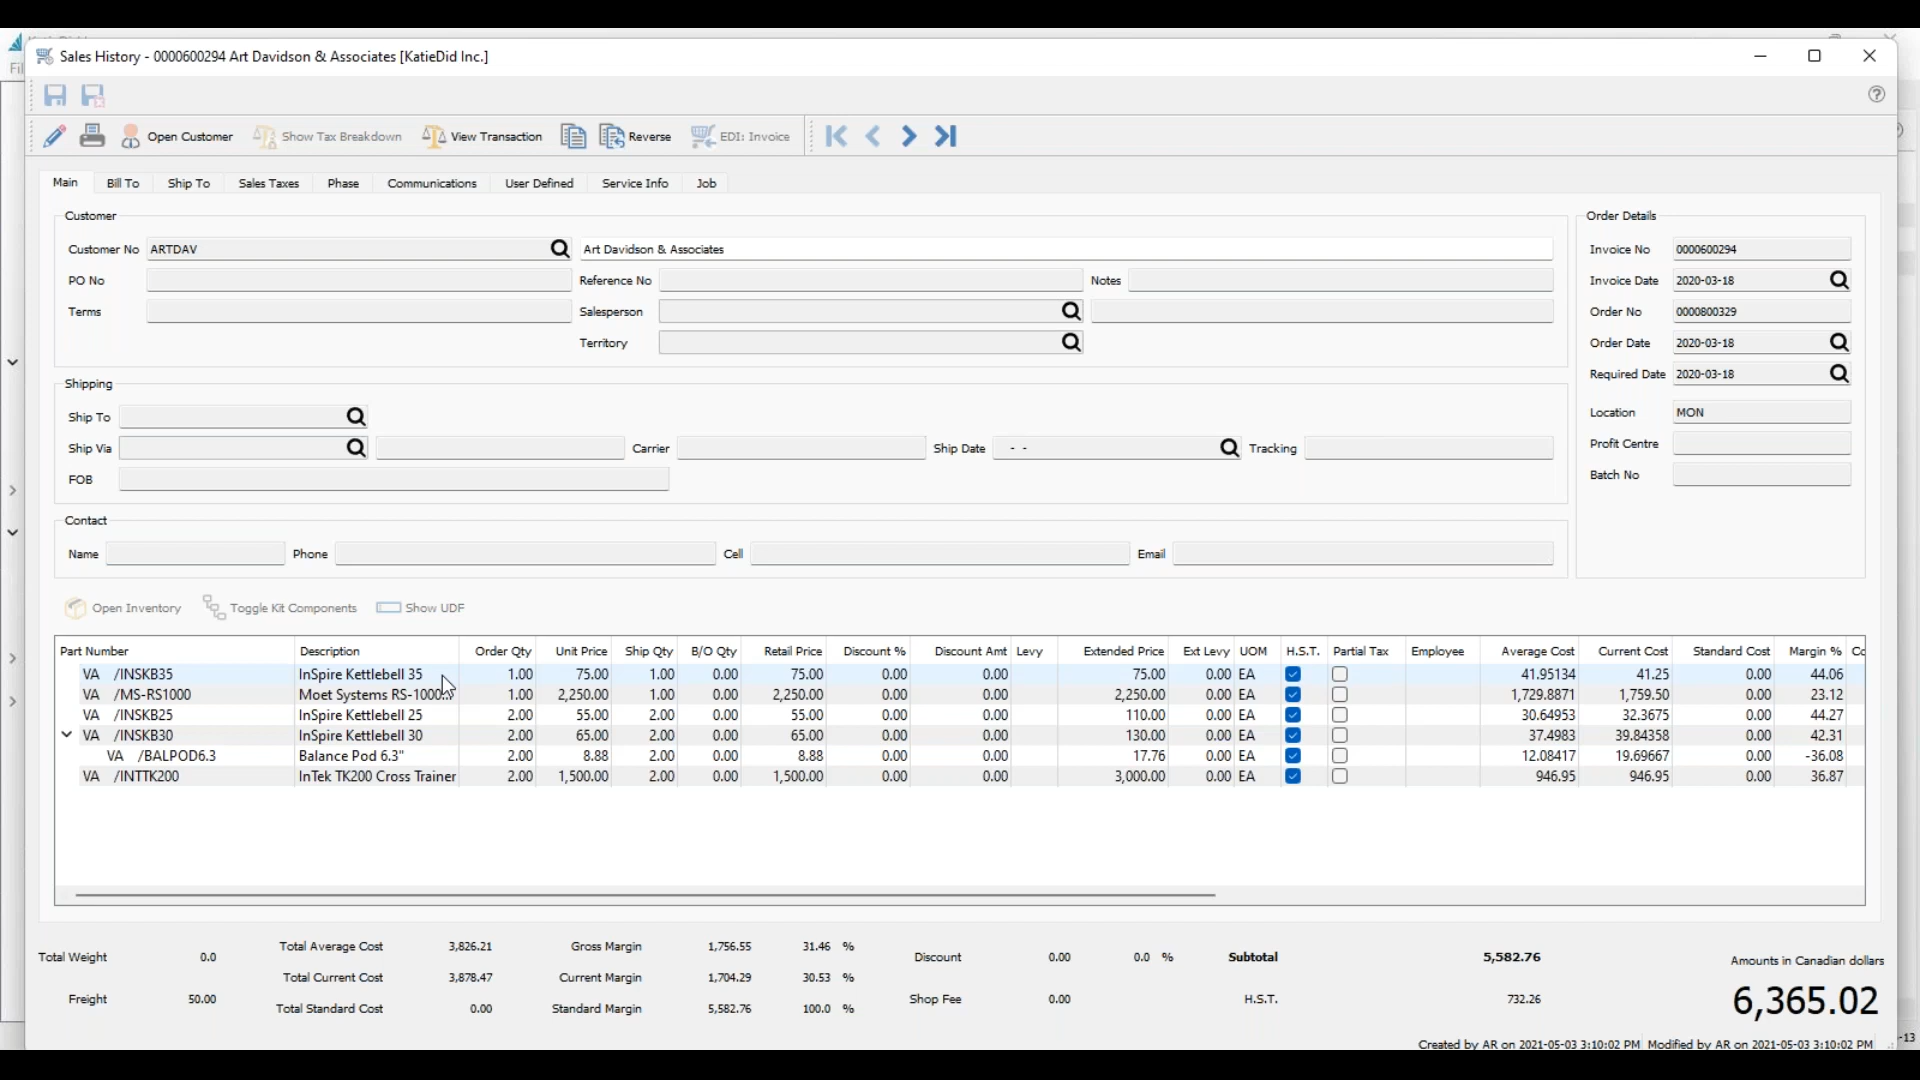 Sales History - 0000600294 Art Davidson & Associates [KatieDid Inc.]
Open Customer Show Tax Breakdown View Transaction Reverse EDI: Invoice
Main Bill To Ship To Sales Taxes Phase Communications User Defined Service Info Job
Customer
Customer No ARTDAV Art Davidson & Associates
PO No Reference No Notes
Terms Salesperson
Territory
Order Details
Invoice No 0000600294
Invoice Date 2020-03-18
Order No 0000800329
Order Date 2020-03-18
Required Date 2020-03-18
Location MON
Profit Centre
Batch No
Shipping
Ship To
Ship Via Carrier Ship Date - - Tracking
FOB
Contact
Name Phone Cell Email
Open Inventory Toggle Kit Components Show UDF
Part Number Description Order Qty Unit Price Ship Qty B/O Qty Retail Price Discount % Discount Amt Levy Extended Price Ext Levy UOM H.S.T. Partial Tax Employee Average Cost Current Cost Standard Cost Margin % Cc
VA /INSKB35 InSpire Kettlebell 35 1.00 75.00 1.00 0.00 75.00 0.00 0.00 75.00 0.00 EA 41.95134 41.25 0.00 44.06
VA /MS-RS1000 Moet Systems RS-1000... 1.00 2,250.00 1.00 0.00 2,250.00 0.00 0.00 2,250.00 0.00 EA 1,729.8871 1,759.50 0.00 23.12
VA /INSKB25 InSpire Kettlebell 25 2.00 55.00 2.00 0.00 55.00 0.00 0.00 110.00 0.00 EA 30.64953 32.3675 0.00 44.27
VA /INSKB30 InSpire Kettlebell 30 2.00 65.00 2.00 0.00 65.00 0.00 0.00 130.00 0.00 EA 37.4983 39.84358 0.00 42.31
VA /BALPOD6.3 Balance Pod 6.3" 2.00 8.88 2.00 0.00 8.88 0.00 0.00 17.76 0.00 EA 12.08417 19.69667 0.00 -36.08
VA /INTTK200 InTek TK200 Cross Trainer 2.00 1,500.00 2.00 0.00 1,500.00 0.00 0.00 3,000.00 0.00 EA 946.95 946.95 0.00 36.87
Total Weight 0.0
Freight 50.00
Total Average Cost 3,826.21 Gross Margin 1,756.55 31.46 %
Total Current Cost 3,878.47 Current Margin 1,704.29 30.53 %
Total Standard Cost 0.00 Standard Margin 5,582.76 100.0 %
Discount 0.00 0.0 % Subtotal 5,582.76
Shop Fee 0.00 H.S.T. 732.26
Amounts in Canadian dollars
6,365.02
Created by AR on 2021-05-03 3:10:02 PM Modified by AR on 2021-05-03 3:10:02 PM
-13